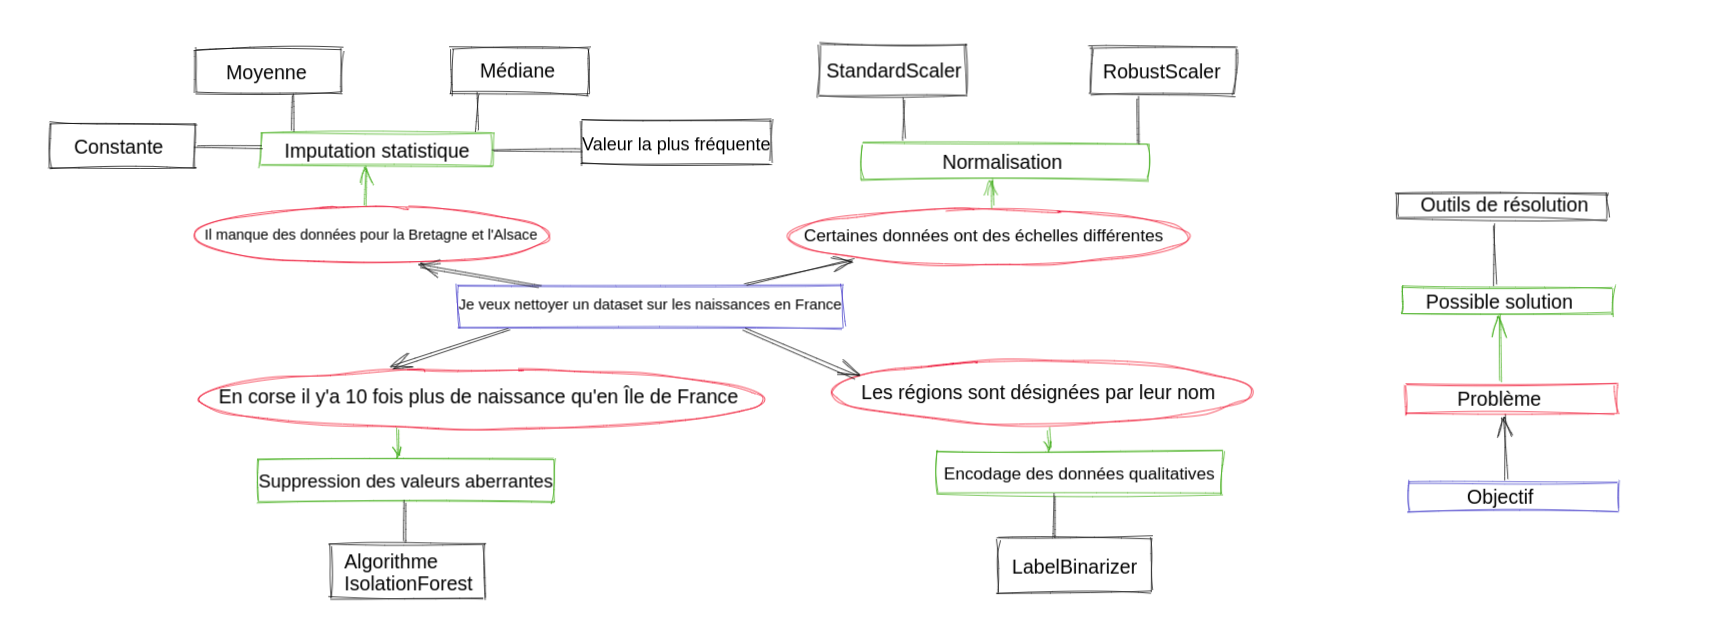 Moyenne
Médiane
StandardScaler
RobustScaler
Constante
Imputation statistique
Valeur la plus fréquente
Normalisation
Il manque des données pour la Bretagne et l'Alsace
Certaines données ont des échelles différentes
Je veux nettoyer un dataset sur les naissances en France
En corse il y'a 10 fois plus de naissance qu'en Île de France
Les régions sont désignées par leur nom
Suppression des valeurs aberrantes
Encodage des données qualitatives
Algorithme
IsolationForest
LabelBinarizer
Outils de résolution
Possible solution
Problème
Objectif